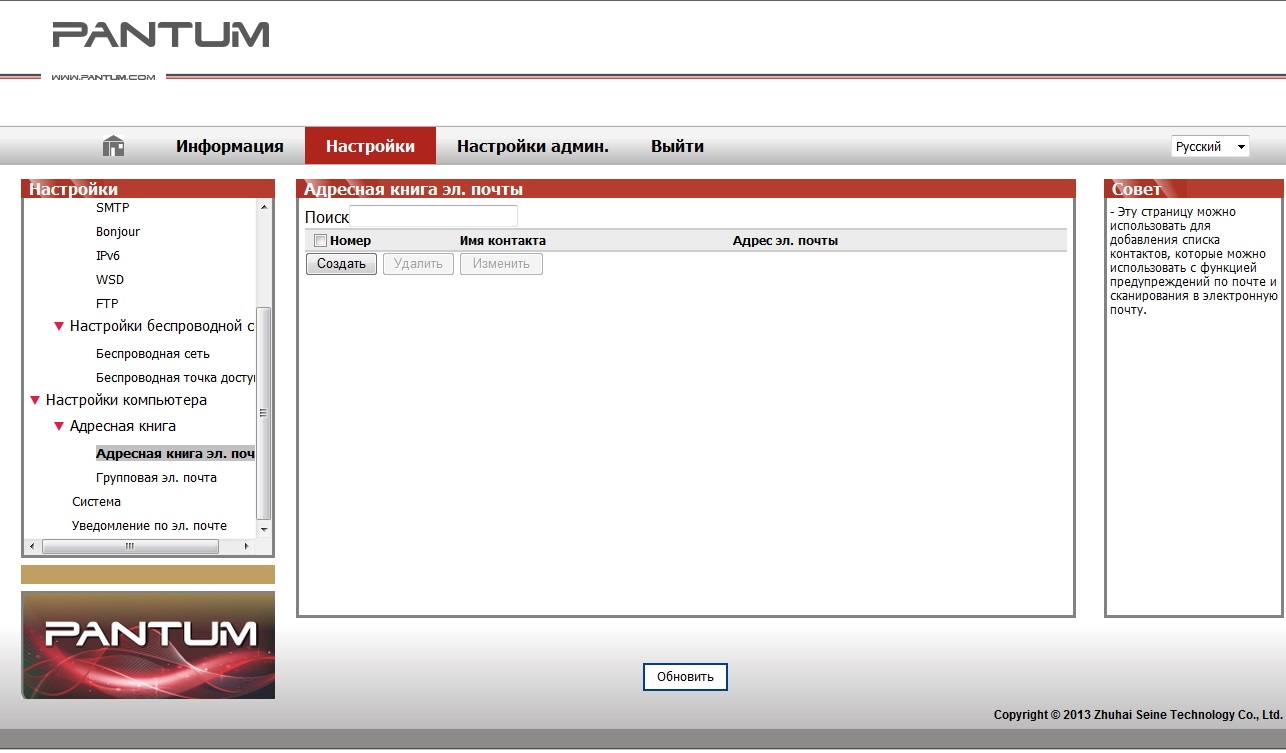 PANTUM
WWW.PANTUM.COM
Информация
Настройки
Настройки админ.
Выйти
Русский
Настройки
SMTP
Bonjour
IPv6
WSD
FTP
Настройки беспроводной с
Беспроводная сеть
Беспроводная точка досту
Настройки компьютера
Адресная книга
Адресная книга эл. поч
Групповая эл. почта
Система
Уведомление по эл. почте
PANTUM
Адресная книга эл. почты
Поиск
Номер Имя контакта Адрес эл. почты
Создать Удалить Изменить
Совет
- Эту страницу можно
использовать для
добавления списка
контактов, которые можно
использовать с функцией
предупреждений по почте и
сканирования в электронную
почту.
Обновить
Copyright © 2013 Zhuhai Seine Technology Co., Ltd.